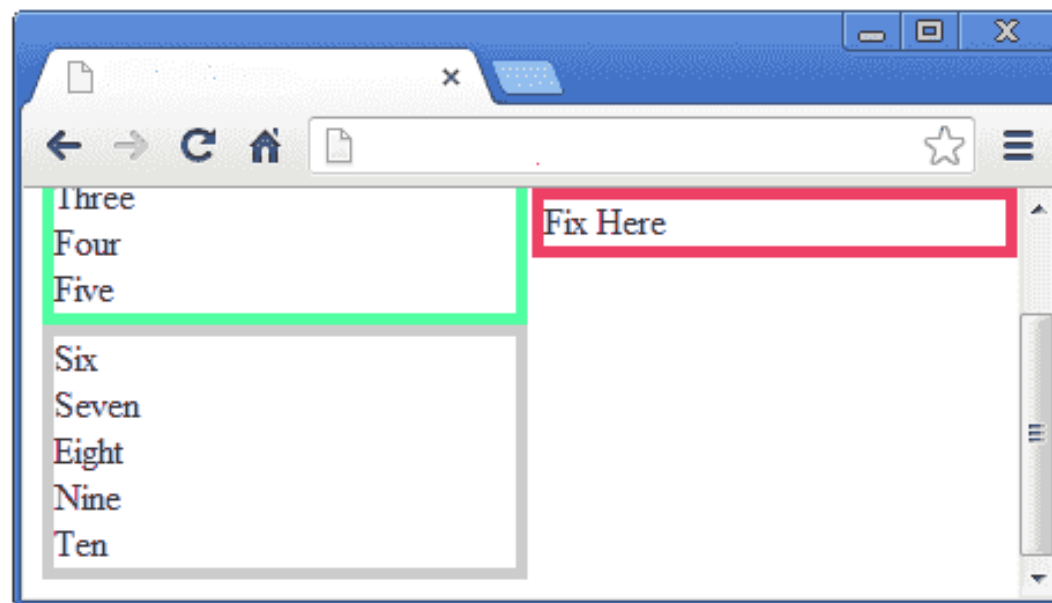 Three
Four
Five
Six
Seven
Eight
Nine
Ten
Fix Here